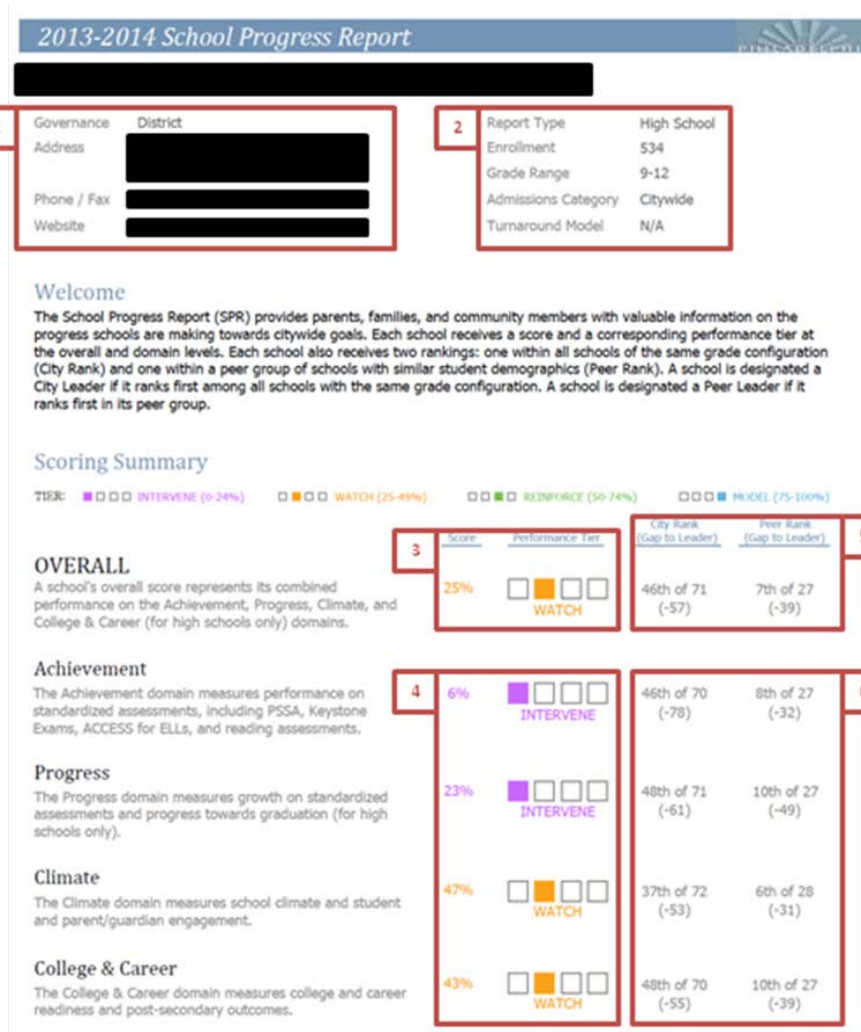 2013-2014 School Progress Report
PHILADELPHI
Governance District
Address
Phone / Fax
Website
2
Report Type High School
Enrollment 534
Grade Range 9-12
Admissions Category Citywide
Turnaround Model N/A
Welcome
The School Progress Report (SPR) provides parents, families, and community members with valuable information on the
progress schools are making towards citywide goals. Each school receives a score and a corresponding performance tier at
the overall and domain levels. Each school also receives two rankings: one within all schools of the same grade configuration
(City Rank) and one within a peer group of schools with similar student demographics (Peer Rank). A school is designated a
City Leader if it ranks first among all schools with the same grade configuration. A school is designated a Peer Leader if it
ranks first in its peer group.
Scoring Summary
TIER: INTERVENE (0-24%) WATCH (25-49%) REINFORCE (50-74%) MODEL (75-100%)
3
Score Performance Tier
City Rank (Gap to Leader)
Peer Rank (Gap to Leader)
OVERALL
A school's overall score represents its combined
performance on the Achievement, Progress, Climate, and
College & Career (for high schools only) domains.
25%
WATCH
46th of 71
(-57)
7th of 27
(-39)
Achievement
The Achievement domain measures performance on
standardized assessments, including PSSA, Keystone
Exams, ACCESS for ELLs, and reading assessments.
4
6%
INTERVENE
46th of 70
(-78)
8th of 27
(-32)
Progress
The Progress domain measures growth on standardized
assessments and progress towards graduation (for high
schools only).
23%
INTERVENE
48th of 71
(-61)
10th of 27
(-49)
Climate
The Climate domain measures school climate and student
and parent/guardian engagement.
47%
WATCH
37th of 72
(-53)
6th of 28
(-31)
College & Career
The College & Career domain measures college and career
readiness and post-secondary outcomes.
43%
WATCH
48th of 70
(-55)
10th of 27
(-39)